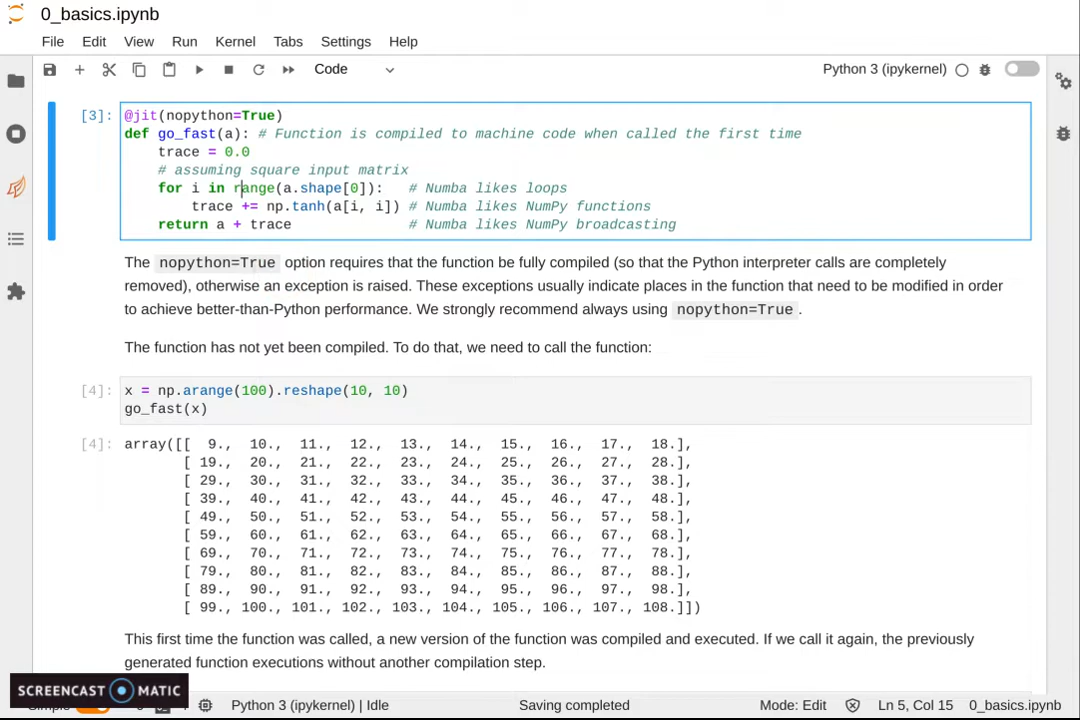 0_basics.ipynb
File Edit View Run Kernel Tabs Settings Help
Code
Python 3 (ipykernel)
[3]: @jit(nopython=True)
def go_fast(a): # Function is compiled to machine code when called the first time
    trace = 0.0
    # assuming square input matrix
    for i in range(a.shape[0]):   # Numba likes loops
        trace += np.tanh(a[i, i]) # Numba likes NumPy functions
    return a + trace              # Numba likes NumPy broadcasting
The nopython=True option requires that the function be fully compiled (so that the Python interpreter calls are completely
removed), otherwise an exception is raised. These exceptions usually indicate places in the function that need to be modified in order
to achieve better-than-Python performance. We strongly recommend always using nopython=True .
The function has not yet been compiled. To do that, we need to call the function:
[4]: x = np.arange(100).reshape(10, 10)
go_fast(x)
[4]: array([[  9.,  10.,  11.,  12.,  13.,  14.,  15.,  16.,  17.,  18.],
       [ 19.,  20.,  21.,  22.,  23.,  24.,  25.,  26.,  27.,  28.],
       [ 29.,  30.,  31.,  32.,  33.,  34.,  35.,  36.,  37.,  38.],
       [ 39.,  40.,  41.,  42.,  43.,  44.,  45.,  46.,  47.,  48.],
       [ 49.,  50.,  51.,  52.,  53.,  54.,  55.,  56.,  57.,  58.],
       [ 59.,  60.,  61.,  62.,  63.,  64.,  65.,  66.,  67.,  68.],
       [ 69.,  70.,  71.,  72.,  73.,  74.,  75.,  76.,  77.,  78.],
       [ 79.,  80.,  81.,  82.,  83.,  84.,  85.,  86.,  87.,  88.],
       [ 89.,  90.,  91.,  92.,  93.,  94.,  95.,  96.,  97.,  98.],
       [ 99., 100., 101., 102., 103., 104., 105., 106., 107., 108.]])
This first time the function was called, a new version of the function was compiled and executed. If we call it again, the previously
generated function executions without another compilation step.
SCREENCAST MATIC
Python 3 (ipykernel) | Idle
Saving completed
Mode: Edit
Ln 5, Col 15
0_basics.ipynb